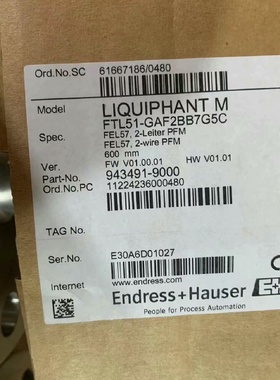 Ord.No.SC 61667186/0480
Model LIQUIPHANT M
FTL51-GAF2BB7G5C
Spec. FEL57, 2-Leiter PFM
FEL57, 2-wire PFM
600 mm
Ver. FW V01.00.01 HW V01.01
Part-No. 943491-9000
Ord.No.PC 11224236000480
TAG No.
Ser.No. E30A6D01027
Internet www.endress.com
Endress+Hauser
People for Process Automation